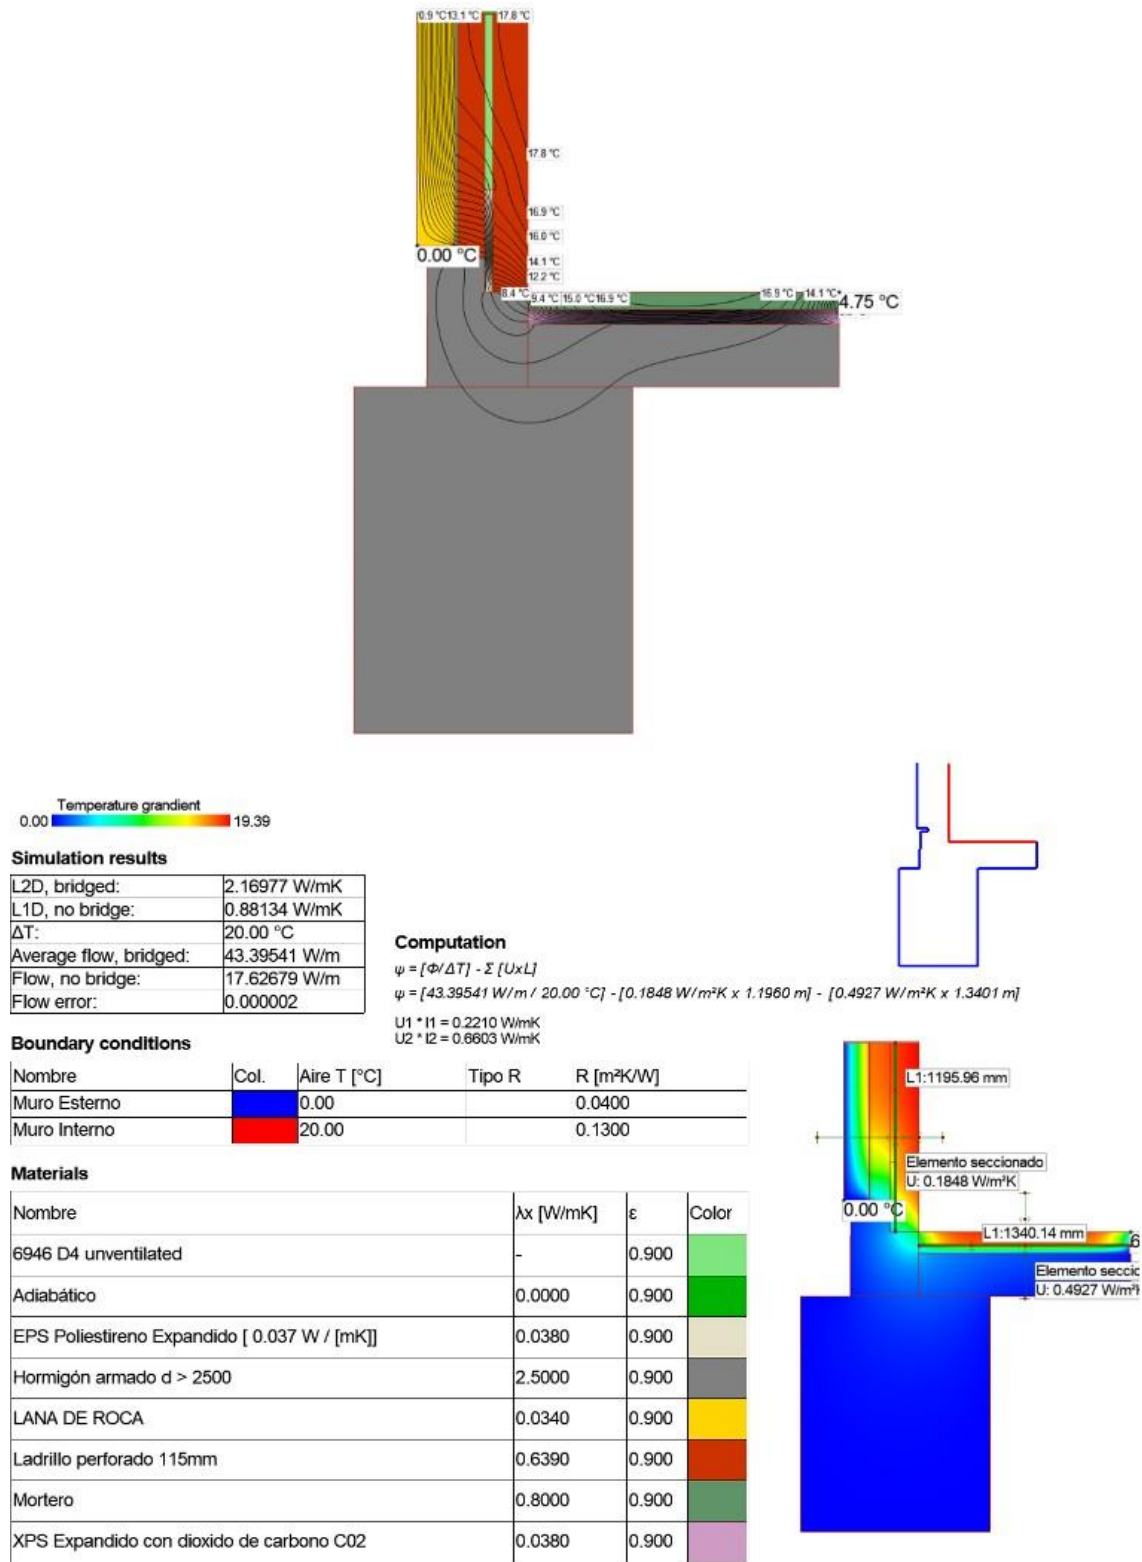 0.9 °C 13.1 °C 17.8 °C
17.8 °C
16.9 °C
16.0 °C
0.00 °C
14.1 °C
12.2 °C
8.4 °C 9.4 °C 15.0 °C 16.9 °C 16.9 °C 14.1 °C 4.75 °C
Temperature grandient
0.00 19.39
Simulation results
L2D, bridged: 2.16977 W/mK
L1D, no bridge: 0.88134 W/mK
ΔT: 20.00 °C
Average flow, bridged: 43.39541 W/m
Flow, no bridge: 17.62679 W/m
Flow error: 0.000002
Computation
ψ = [Φ/ΔT] - Σ [UxL]
ψ = [43.39541 W/m / 20.00 °C] - [0.1848 W/m²K x 1.1960 m] - [0.4927 W/m²K x 1.3401 m]
U1 * l1 = 0.2210 W/mK
U2 * l2 = 0.6603 W/mK
Boundary conditions
Nombre Col. Aire T [°C] Tipo R R [m²K/W]
Muro Esterno 0.00 0.0400
Muro Interno 20.00 0.1300
Materials
Nombre λx [W/mK] ε Color
6946 D4 unventilated - 0.900
Adiabático 0.0000 0.900
EPS Poliestireno Expandido [ 0.037 W / [mK]] 0.0380 0.900
Hormigón armado d > 2500 2.5000 0.900
LANA DE ROCA 0.0340 0.900
Ladrillo perforado 115mm 0.6390 0.900
Mortero 0.8000 0.900
XPS Expandido con dioxido de carbono C02 0.0380 0.900
L1:1195.96 mm
Elemento seccionado
U: 0.1848 W/m²K
0.00 °C
L1:1340.14 mm
6
Elemento seccic
U: 0.4927 W/m²K